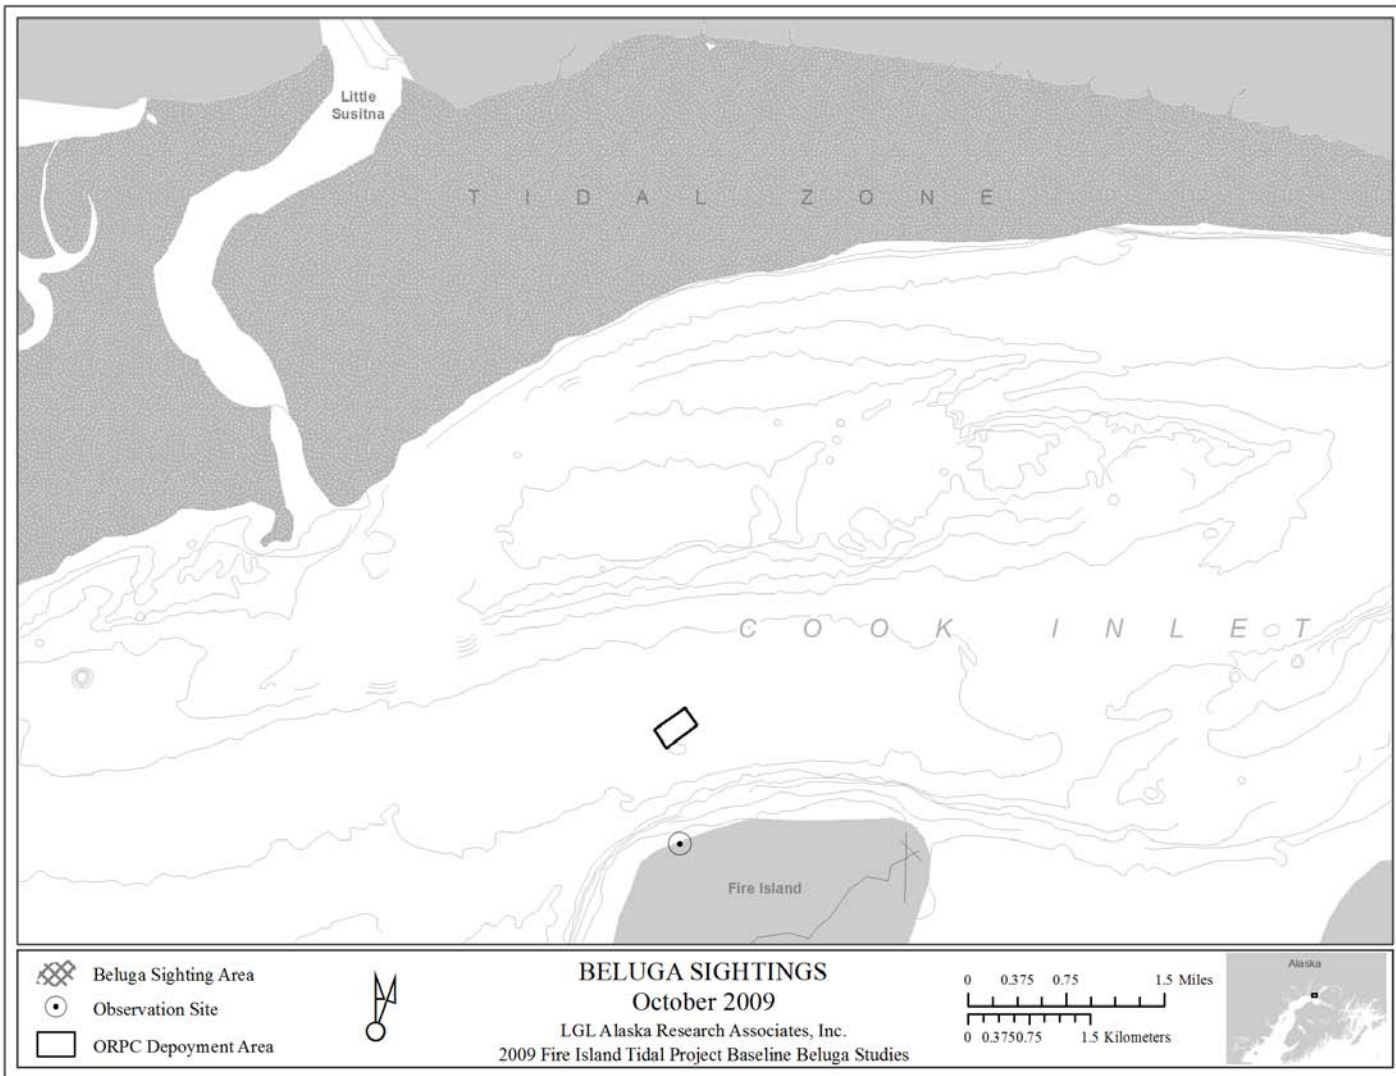 Little
Susitna
T I D A L Z O N E
C O O K I N L E T
Fire Island
Beluga Sighting Area
Observation Site
ORPC Depoyment Area
BELUGA SIGHTINGS
October 2009
LGL Alaska Research Associates, Inc.
2009 Fire Island Tidal Project Baseline Beluga Studies
0 0.375 0.75 1.5 Miles
0 0.3750.75 1.5 Kilometers
Alaska